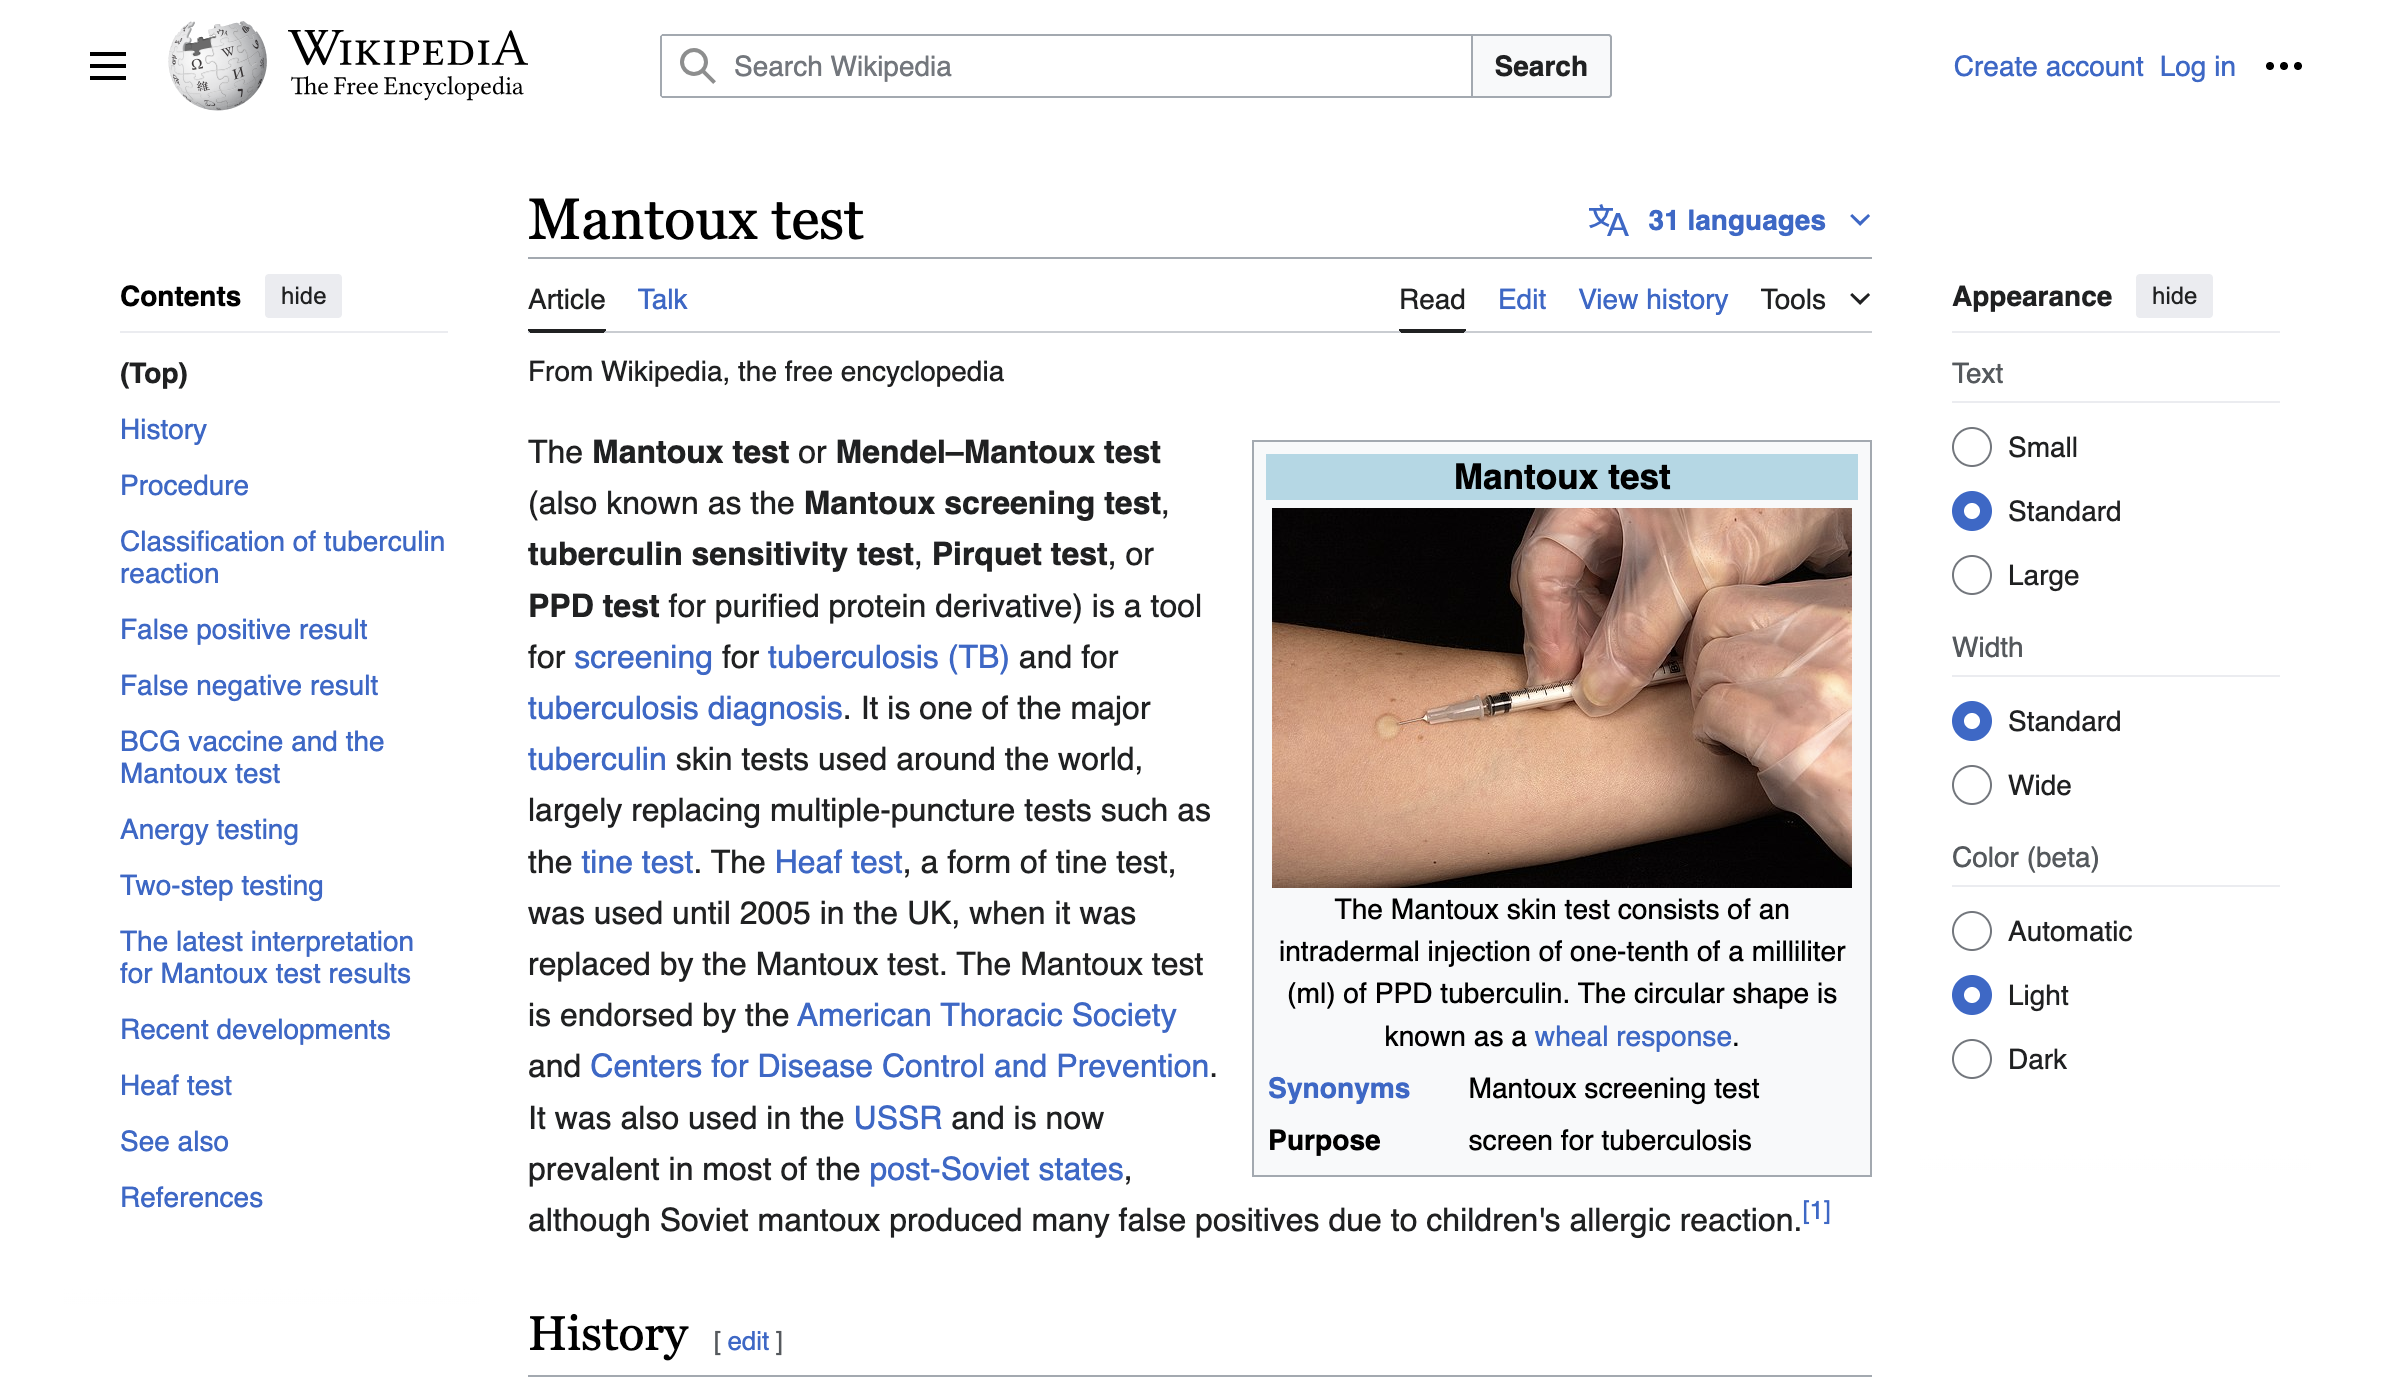 WIKIPEDIA
The Free Encyclopedia
Search Wikipedia
Search
Create account Log in
Mantoux test
31 languages
Contents hide
(Top)
History
Procedure
Classification of tuberculin
reaction
False positive result
False negative result
BCG vaccine and the
Mantoux test
Anergy testing
Two-step testing
The latest interpretation
for Mantoux test results
Recent developments
Heaf test
See also
References
Article Talk
Read Edit View history Tools
From Wikipedia, the free encyclopedia
The Mantoux test or Mendel–Mantoux test
(also known as the Mantoux screening test,
tuberculin sensitivity test, Pirquet test, or
PPD test for purified protein derivative) is a tool
for screening for tuberculosis (TB) and for
tuberculosis diagnosis. It is one of the major
tuberculin skin tests used around the world,
largely replacing multiple-puncture tests such as
the tine test. The Heaf test, a form of tine test,
was used until 2005 in the UK, when it was
replaced by the Mantoux test. The Mantoux test
is endorsed by the American Thoracic Society
and Centers for Disease Control and Prevention.
It was also used in the USSR and is now
prevalent in most of the post-Soviet states,
although Soviet mantoux produced many false positives due to children's allergic reaction.[1]
Mantoux test
The Mantoux skin test consists of an
intradermal injection of one-tenth of a milliliter
(ml) of PPD tuberculin. The circular shape is
known as a wheal response.
Synonyms Mantoux screening test
Purpose screen for tuberculosis
History [ edit ]
Appearance hide
Text
Small
Standard
Large
Width
Standard
Wide
Color (beta)
Automatic
Light
Dark